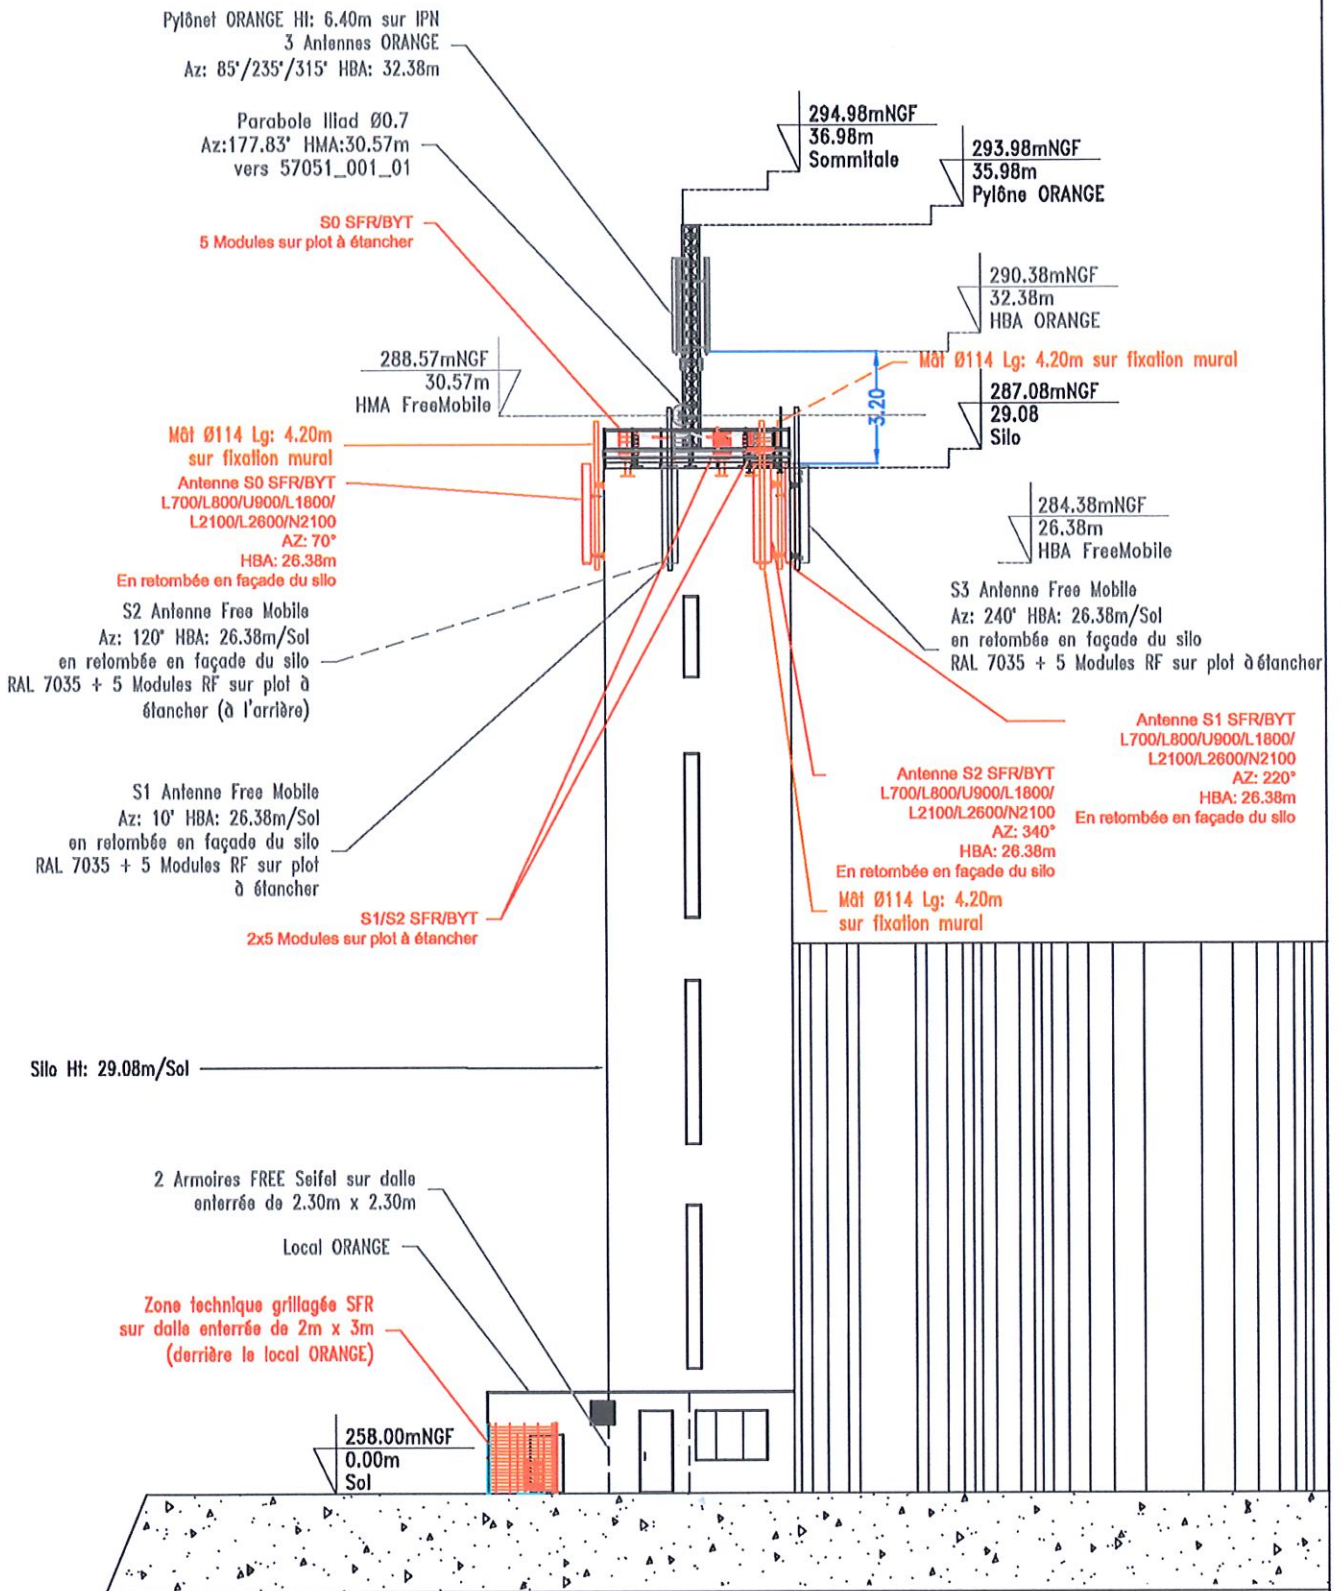 Pylônet ORANGE Ht: 6.40m sur IPN
3 Antennes ORANGE
Az: 85°/235°/315° HBA: 32.38m
Parabole Iliad Ø0.7
Az:177.83° HMA:30.57m
vers 57051_001_01
S0 SFR/BYT
5 Modules sur plot à étancher
294.98mNGF
36.98m
Sommitale
293.98mNGF
35.98m
Pylône ORANGE
290.38mNGF
32.38m
HBA ORANGE
288.57mNGF
30.57m
HMA FreeMobile
3.20
Mât Ø114 Lg: 4.20m sur fixation mural
287.08mNGF
29.08
Silo
Mât Ø114 Lg: 4.20m
sur fixation mural
Antenne S0 SFR/BYT
L700/L800/U900/L1800/
L2100/L2600/N2100
AZ: 70°
HBA: 26.38m
En retombée en façade du silo
284.38mNGF
26.38m
HBA FreeMobile
S2 Antenne Free Mobile
Az: 120° HBA: 26.38m/Sol
en retombée en façade du silo
RAL 7035 + 5 Modules RF sur plot à
étancher (à l'arrière)
S3 Antenne Free Mobile
Az: 240° HBA: 26.38m/Sol
en retombée en façade du silo
RAL 7035 + 5 Modules RF sur plot à étancher
Antenne S1 SFR/BYT
L700/L800/U900/L1800/
L2100/L2600/N2100
AZ: 220°
HBA: 26.38m
En retombée en façade du silo
Antenne S2 SFR/BYT
L700/L800/U900/L1800/
L2100/L2600/N2100
AZ: 340°
HBA: 26.38m
En retombée en façade du silo
S1 Antenne Free Mobile
Az: 10° HBA: 26.38m/Sol
en retombée en façade du silo
RAL 7035 + 5 Modules RF sur plot
à étancher
Mât Ø114 Lg: 4.20m
sur fixation mural
S1/S2 SFR/BYT
2x5 Modules sur plot à étancher
Silo Ht: 29.08m/Sol
2 Armoires FREE Seifel sur dalle
enterrée de 2.30m x 2.30m
Local ORANGE
Zone technique grillagée SFR
sur dalle enterrée de 2m x 3m
(derrière le local ORANGE)
258.00mNGF
0.00m
Sol